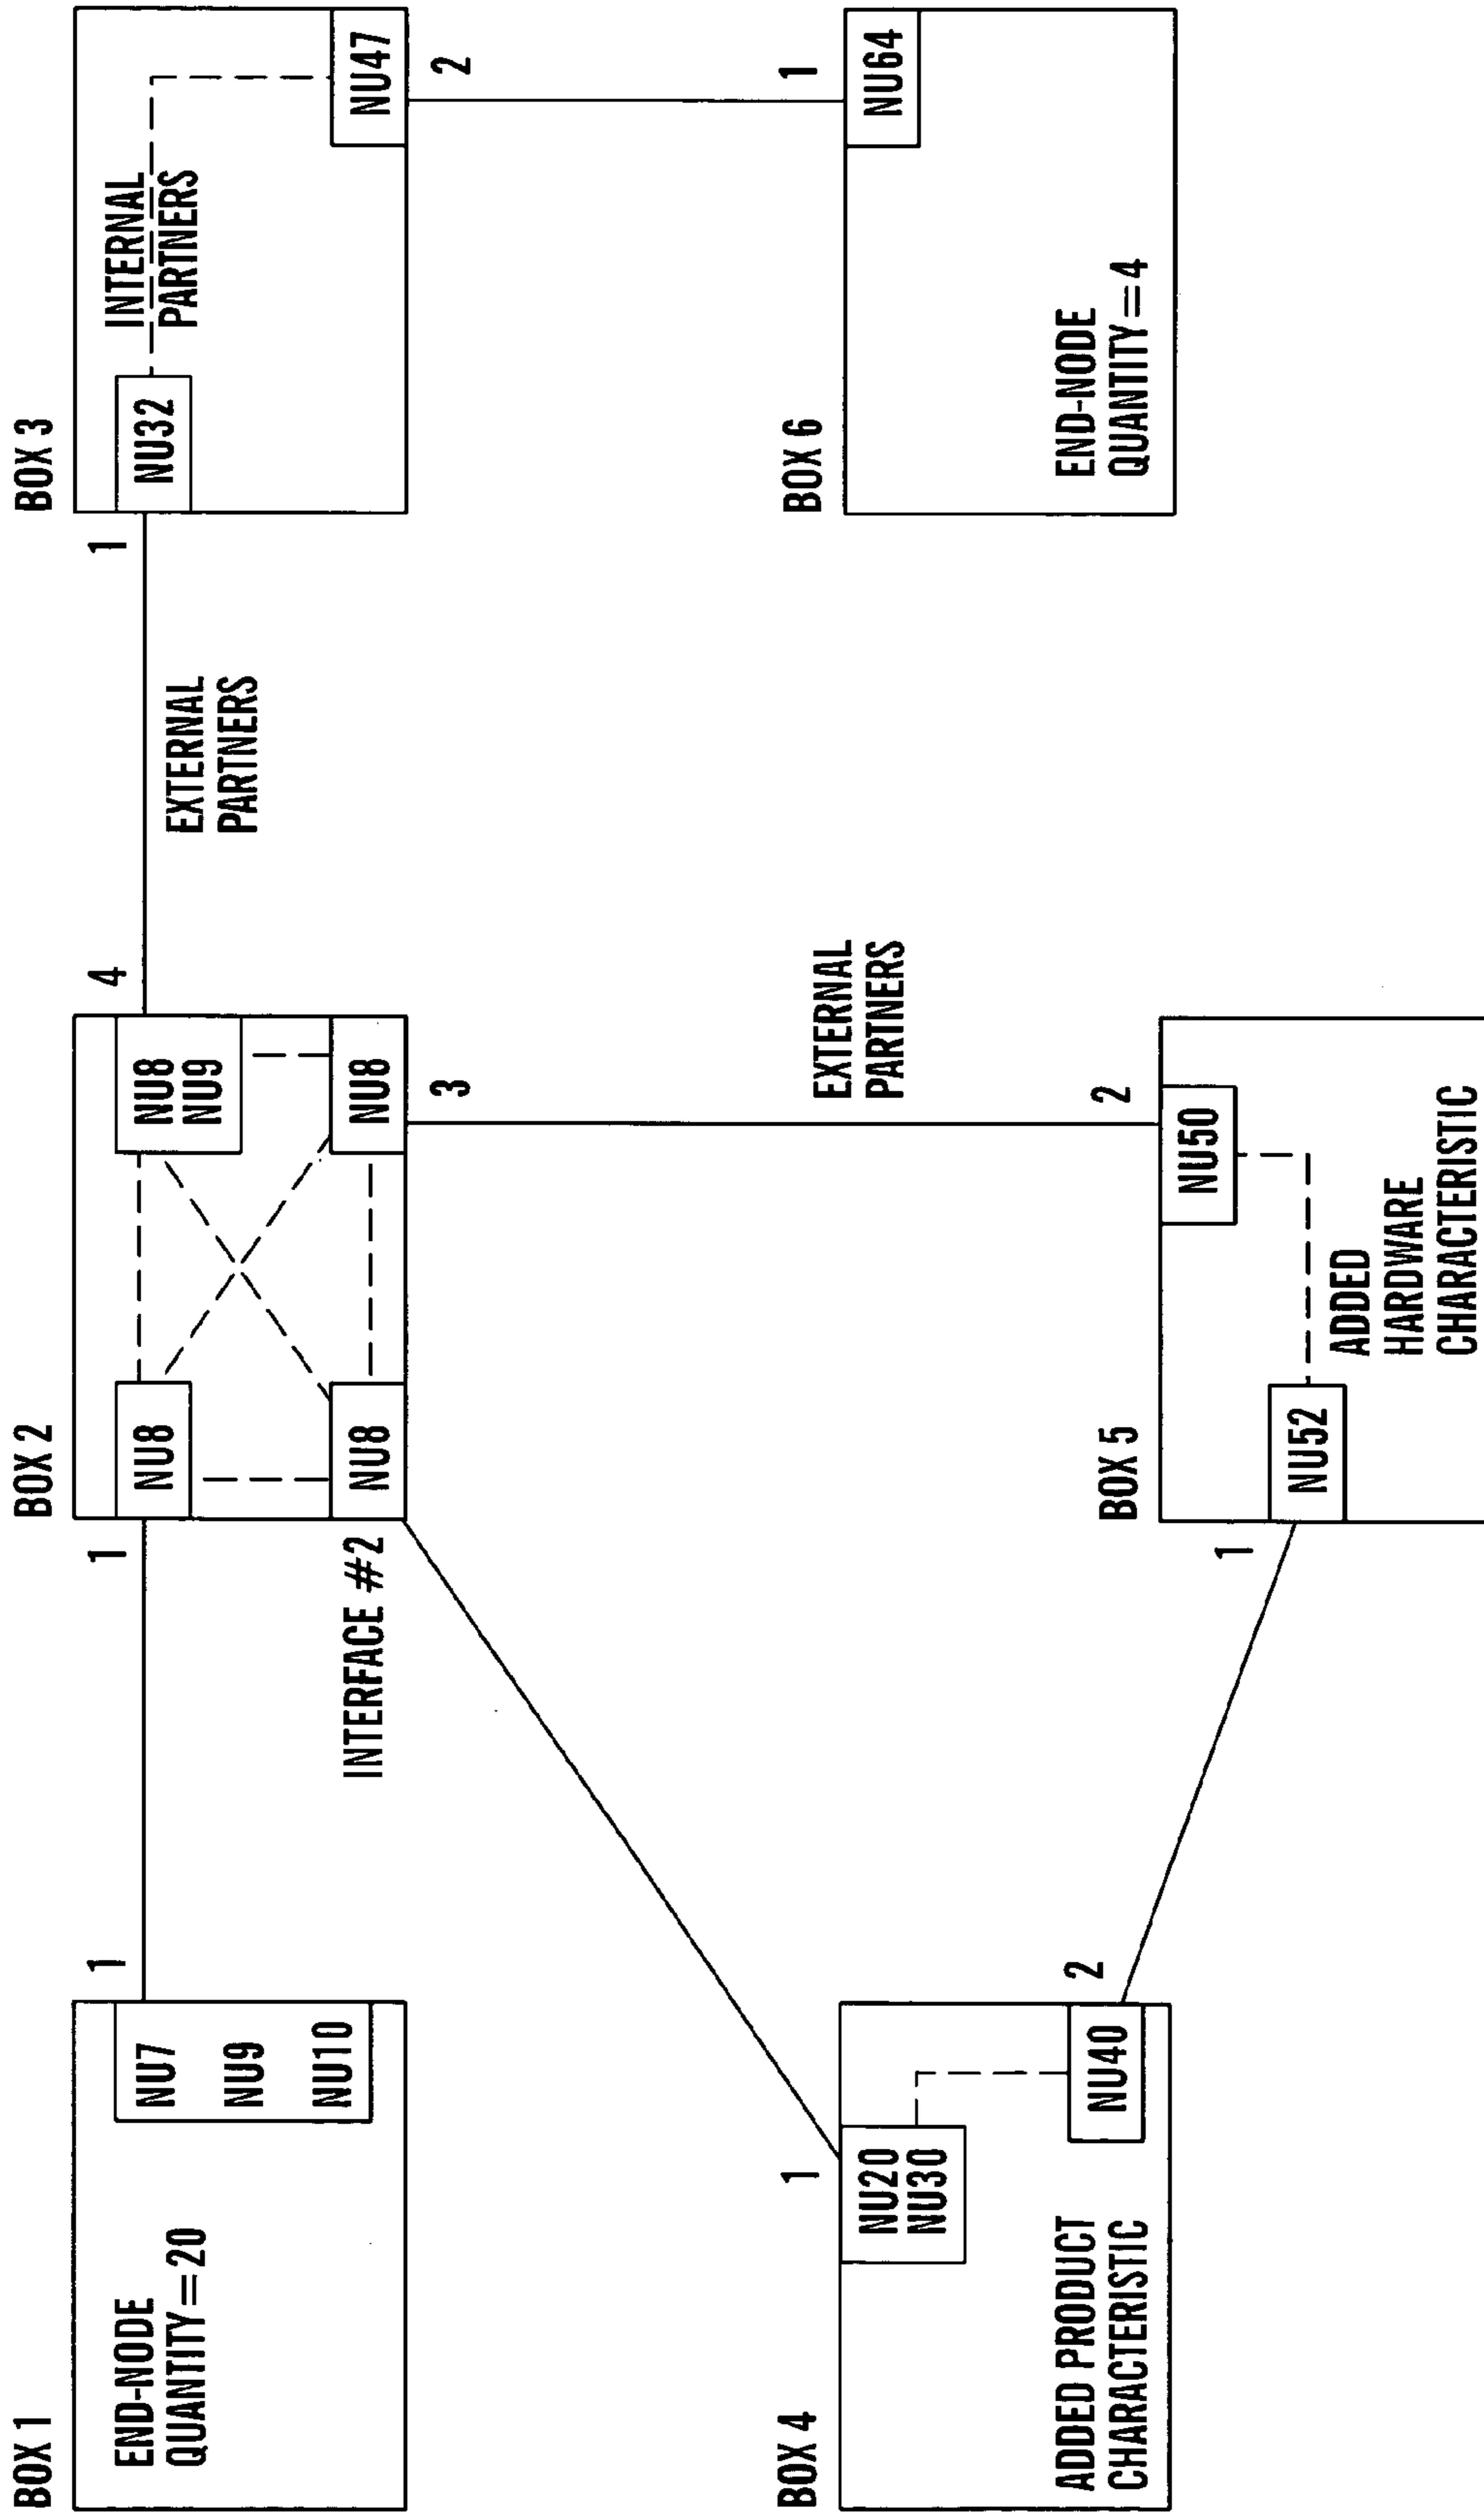 BOX 1
END-NODE
QUANTITY=20
NU7
NU9
NU10
1
1
BOX 2
NU8
NU8
NU9
NU8
NU8
INTERFACE #2
4
3
EXTERNAL
PARTNERS
1
BOX 3
NU32
INTERNAL
PARTNERS
NU47
2
BOX 4
1
NU20
NU30
NU40
2
ADDED PRODUCT
CHARACTERISTIC
EXTERNAL
PARTNERS
BOX 5
2
NU50
1
NU52
ADDED
HARDWARE
CHARACTERISTIC
BOX 6
1
NU64
END-NODE
QUANTITY=4